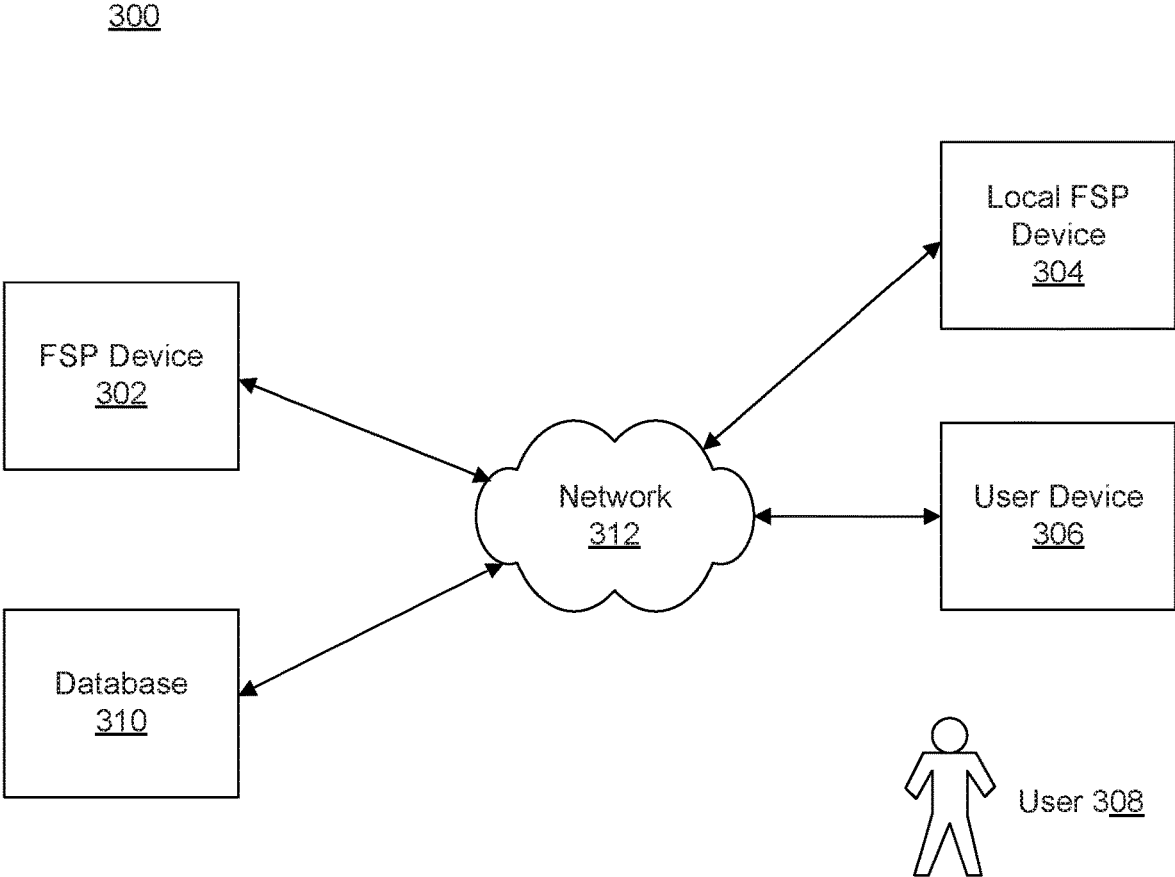 300
Local FSP
Device
304
FSP Device
302
User Device
306
Network
312
Database
310
User 308